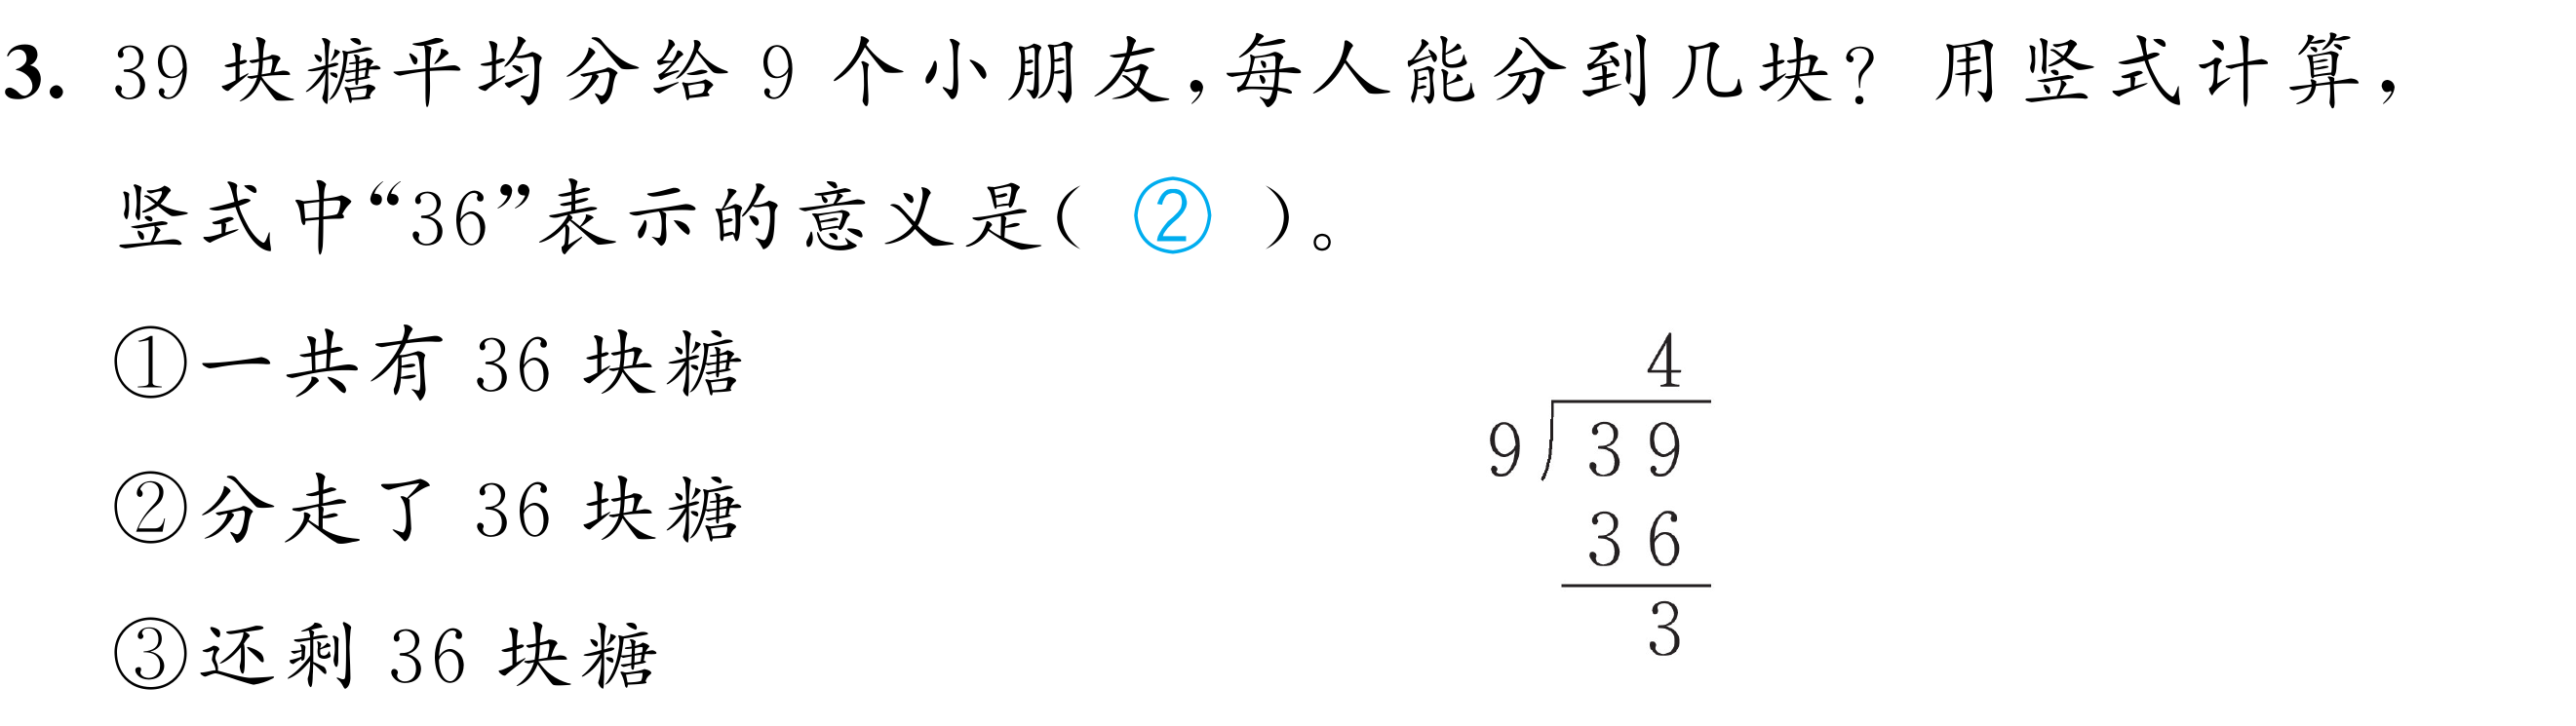 3. 39 块糖平均分给 9 个小朋友,每人能分到几块? 用竖式计算,
竖式中“36”表示的意义是( ② )。
①一共有 36 块糖
②分走了 36 块糖
③还剩 36 块糖
4
9 39
36
3